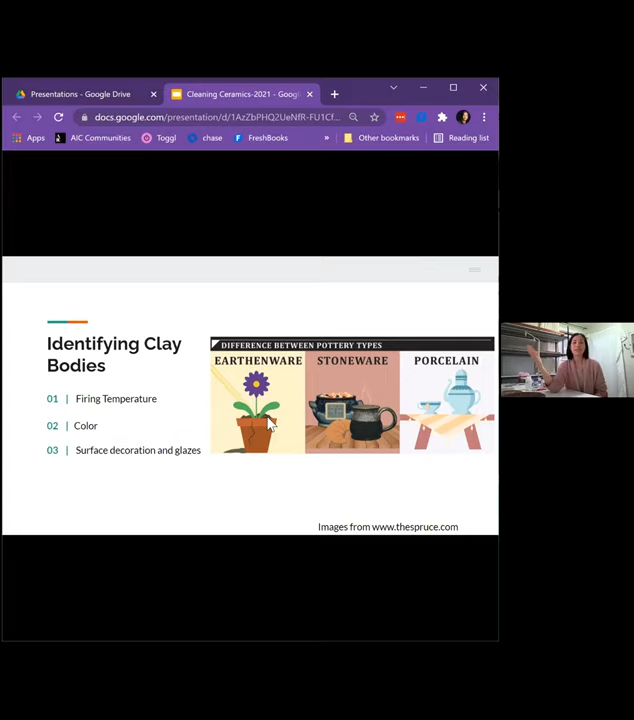 Presentations - Google Drive
Cleaning Ceramics-2021 - Goog
docs.google.com/presentation/d/1AzZbPHQ2UeNfR-FU1Cf...
Apps AIC Communities Toggl chase FreshBooks » Other bookmarks Reading list
Identifying Clay
Bodies
01 | Firing Temperature
02 | Color
03 | Surface decoration and glazes
DIFFERENCE BETWEEN POTTERY TYPES
EARTHENWARE STONEWARE PORCELAIN
Images from www.thespruce.com